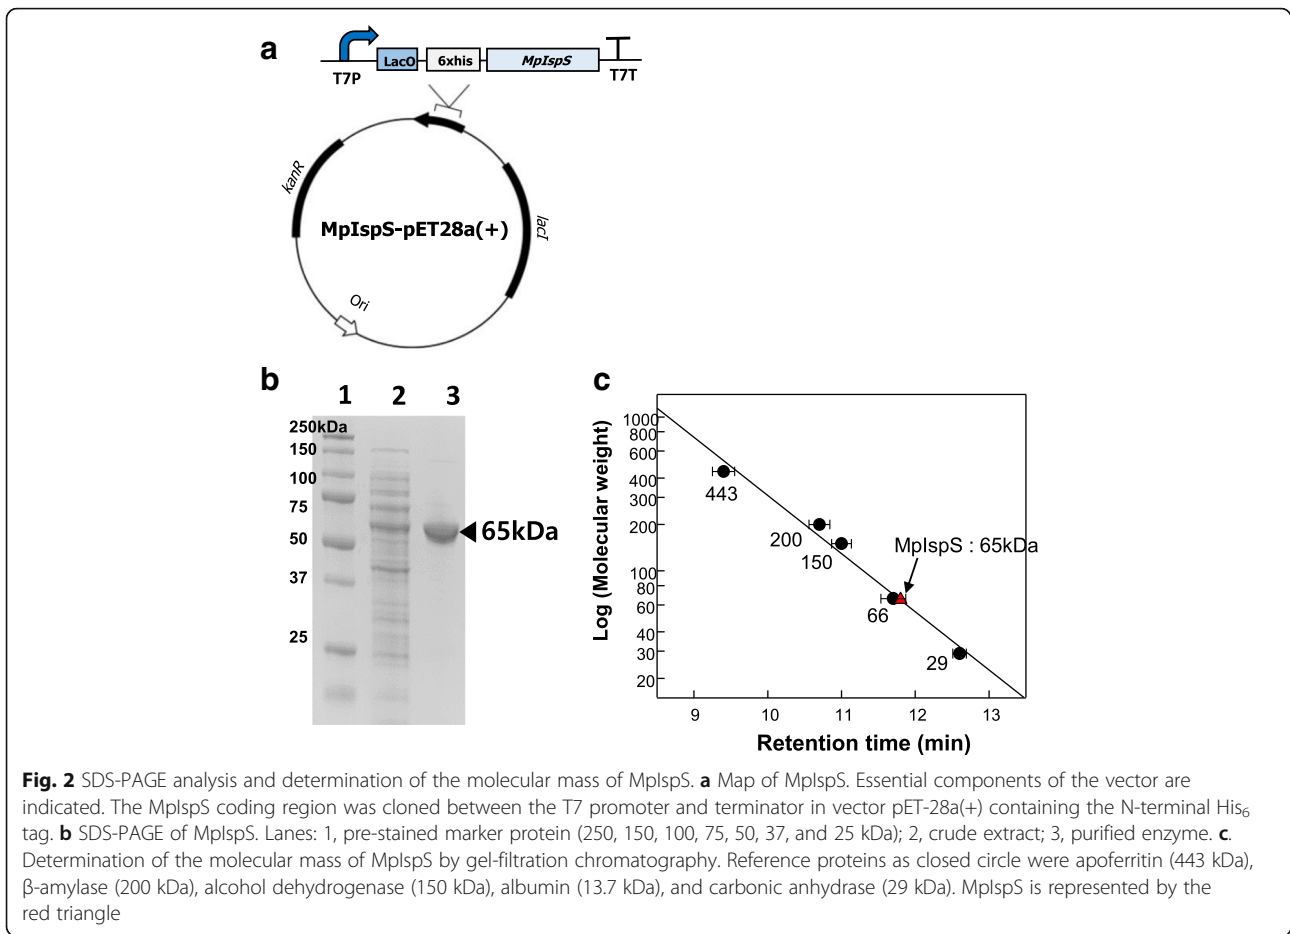 a
LacO 6xhis MpIspS
T7P T7T
kanR
lacI
MpIspS-pET28a(+)
Ori
b
1 2 3
250kDa
150
100
75
50
37
25
65kDa
c
Log (Molecular weight)
1000
800
600
400
300
200
100
80
60
40
30
20
443
200
150
MpIspS : 65kDa
66
29
9 10 11 12 13
Retention time (min)
Fig. 2 SDS-PAGE analysis and determination of the molecular mass of MpIspS. a Map of MpIspS. Essential components of the vector are
indicated. The MpIspS coding region was cloned between the T7 promoter and terminator in vector pET-28a(+) containing the N-terminal His6
tag. b SDS-PAGE of MpIspS. Lanes: 1, pre-stained marker protein (250, 150, 100, 75, 50, 37, and 25 kDa); 2, crude extract; 3, purified enzyme. c.
Determination of the molecular mass of MpIspS by gel-filtration chromatography. Reference proteins as closed circle were apoferritin (443 kDa),
β-amylase (200 kDa), alcohol dehydrogenase (150 kDa), albumin (13.7 kDa), and carbonic anhydrase (29 kDa). MpIspS is represented by the
red triangle